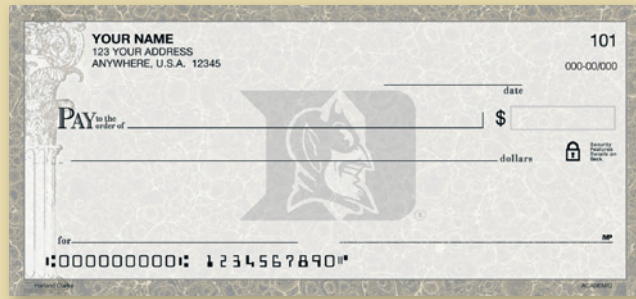 YOUR NAME
123 YOUR ADDRESS
ANYWHERE, U.S.A. 12345
101
000-00/000
date
PAY to the order of
$
dollars
Security
Features
Details on
Back.
for
MP
⑆000000000⑆ 1234567890⑈
Harland Clarke
ACADEMIC
D
®